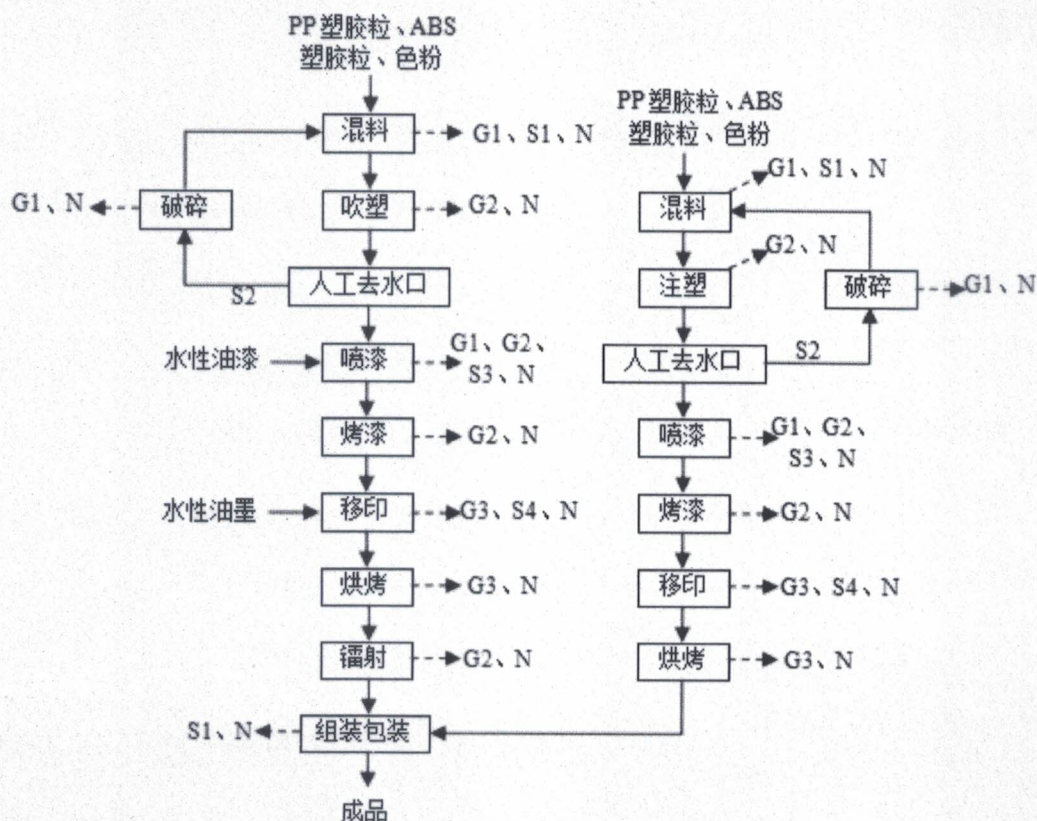 PP塑胶粒、ABS
塑胶粒、色粉
混料
G1、S1、N
G1、N
破碎
吹塑
G2、N
人工去水口
S2
水性油漆
喷漆
G1、G2、
S3、N
烤漆
G2、N
水性油墨
移印
G3、S4、N
烘烤
G3、N
镭射
G2、N
S1、N
组装包装
成品
PP塑胶粒、ABS
塑胶粒、色粉
G1、S1、N
混料
G2、N
注塑
破碎
G1、N
人工去水口
S2
喷漆
G1、G2、
S3、N
烤漆
G2、N
移印
G3、S4、N
烘烤
G3、N